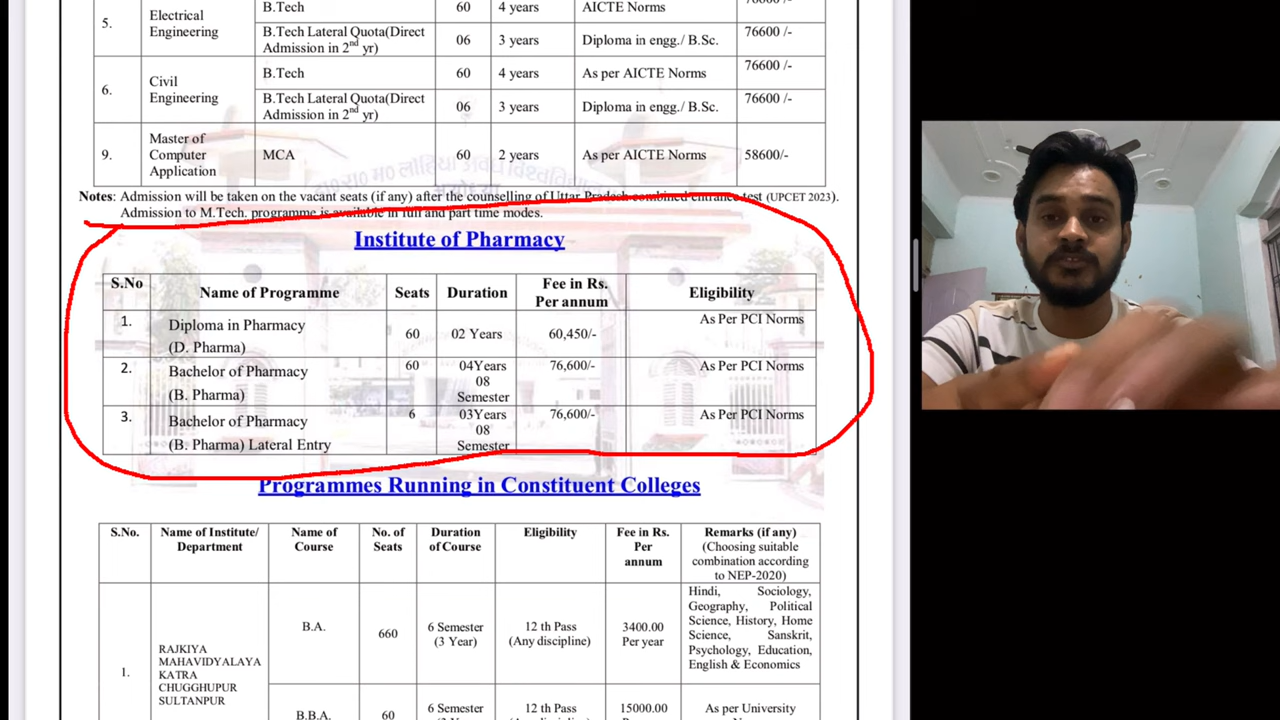 5.
Electrical
Engineering
B.Tech
60
4 years
AICTE Norms
76600 /-
B.Tech Lateral Quota(Direct
Admission in 2nd yr)
06
3 years
Diploma in engg./ B.Sc.
76600 /-
6.
Civil
Engineering
B.Tech
60
4 years
As per AICTE Norms
76600 /-
B.Tech Lateral Quota(Direct
Admission in 2nd yr)
06
3 years
Diploma in engg./ B.Sc.
76600 /-
9.
Master of
Computer
Application
MCA
60
2 years
As per AICTE Norms
58600/-
Notes: Admission will be taken on the vacant seats (if any) after the counselling of Uttar Pradesh combined entrance test (UPCET 2023).
Admission to M.Tech. programme is available in full and part time modes.
Institute of Pharmacy
S.No
Name of Programme
Seats
Duration
Fee in Rs.
Per annum
Eligibility
1.
Diploma in Pharmacy
(D. Pharma)
60
02 Years
60,450/-
As Per PCI Norms
2.
Bachelor of Pharmacy
(B. Pharma)
60
04Years
08
Semester
76,600/-
As Per PCI Norms
3.
Bachelor of Pharmacy
(B. Pharma) Lateral Entry
6
03Years
08
Semester
76,600/-
As Per PCI Norms
Programmes Running in Constituent Colleges
S.No.
Name of Institute/
Department
Name of
Course
No. of
Seats
Duration
of Course
Eligibility
Fee in Rs.
Per
annum
Remarks (if any)
(Choosing suitable
combination according
to NEP-2020)
1.
RAJKIYA
MAHAVIDYALAYA
KATRA
CHUGGHUPUR
SULTANPUR
B.A.
660
6 Semester
(3 Year)
12 th Pass
(Any discipline)
3400.00
Per year
Hindi, Sociology,
Geography, Political
Science, History, Home
Science, Sanskrit,
Psychology, Education,
English & Economics
B.B.A.
60
6 Semester
12 th Pass
15000.00
As per University